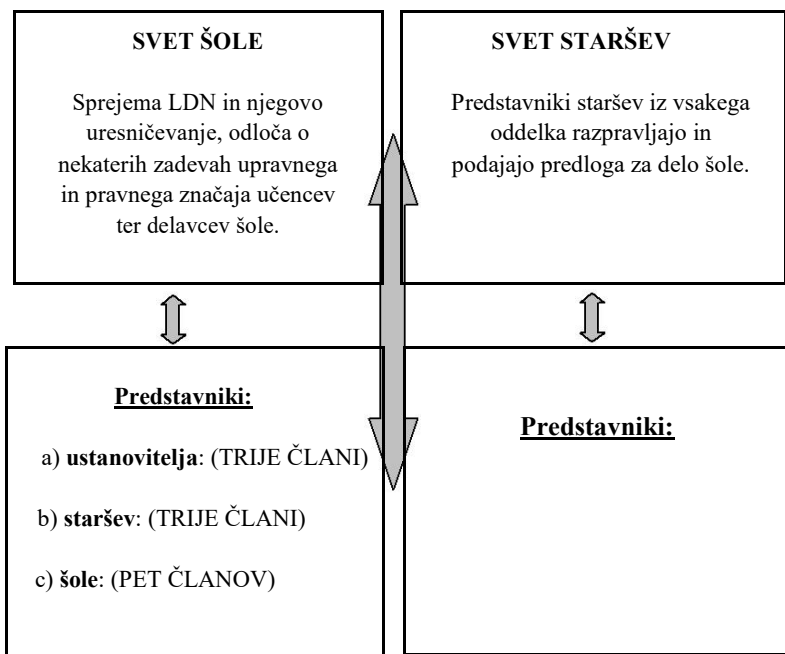 SVET ŠOLE
Sprejema LDN in njegovo
uresničevanje, odloča o
nekaterih zadevah upravnega
in pravnega značaja učencev
ter delavcev šole.
SVET STARŠEV
Predstavniki staršev iz vsakega
oddelka razpravljajo in
podajajo predloga za delo šole.
Predstavniki:
a) ustanovitelja: (TRIJE ČLANI)
b) staršev: (TRIJE ČLANI)
c) šole: (PET ČLANOV)
Predstavniki: